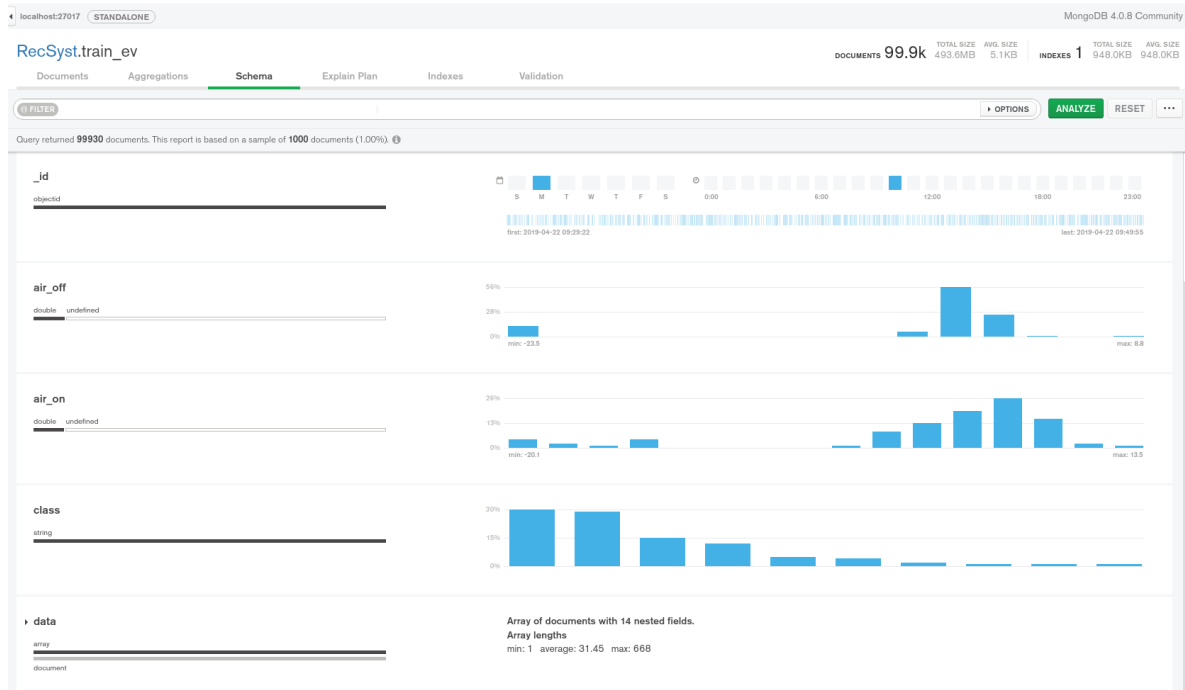 localhost:27017 STANDALONE MongoDB 4.0.8 Community
RecSyst.train_ev
DOCUMENTS 99.9k TOTAL SIZE 493.6MB AVG. SIZE 5.1KB INDEXES 1 TOTAL SIZE 948.0KB AVG. SIZE 948.0KB
Documents Aggregations Schema Explain Plan Indexes Validation
FILTER OPTIONS ANALYZE RESET ...
Query returned 99930 documents. This report is based on a sample of 1000 documents (1.00%).
_id
objectid
S M T W T F S 0:00 6:00 12:00 18:00 23:00
first: 2019-04-22 09:29:22 last: 2019-04-22 09:49:55
air_off
double undefined
56%
28%
0%
min: -23.5 max: 8.8
air_on
double undefined
26%
13%
0%
min: -20.1 max: 13.5
class
string
30%
15%
0%
data
array
document
Array of documents with 14 nested fields.
Array lengths
min: 1 average: 31.45 max: 668